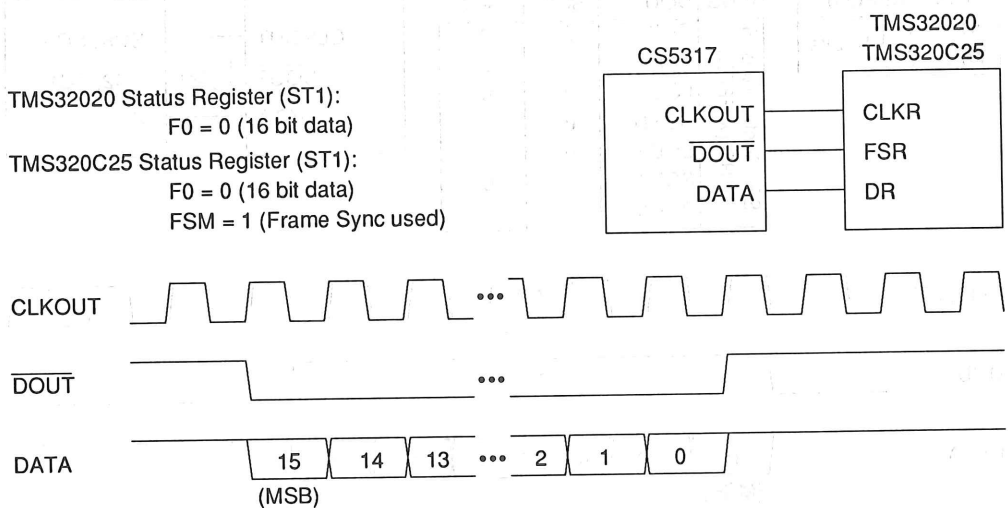 TMS32020
TMS320C25
CS5317
TMS32020 Status Register (ST1):
F0 = 0 (16 bit data)
TMS320C25 Status Register (ST1):
F0 = 0 (16 bit data)
FSM = 1 (Frame Sync used)
CLKOUT CLKR
DOUT FSR
DATA DR
CLKOUT
DOUT
DATA 15 14 13 ••• 2 1 0
(MSB)